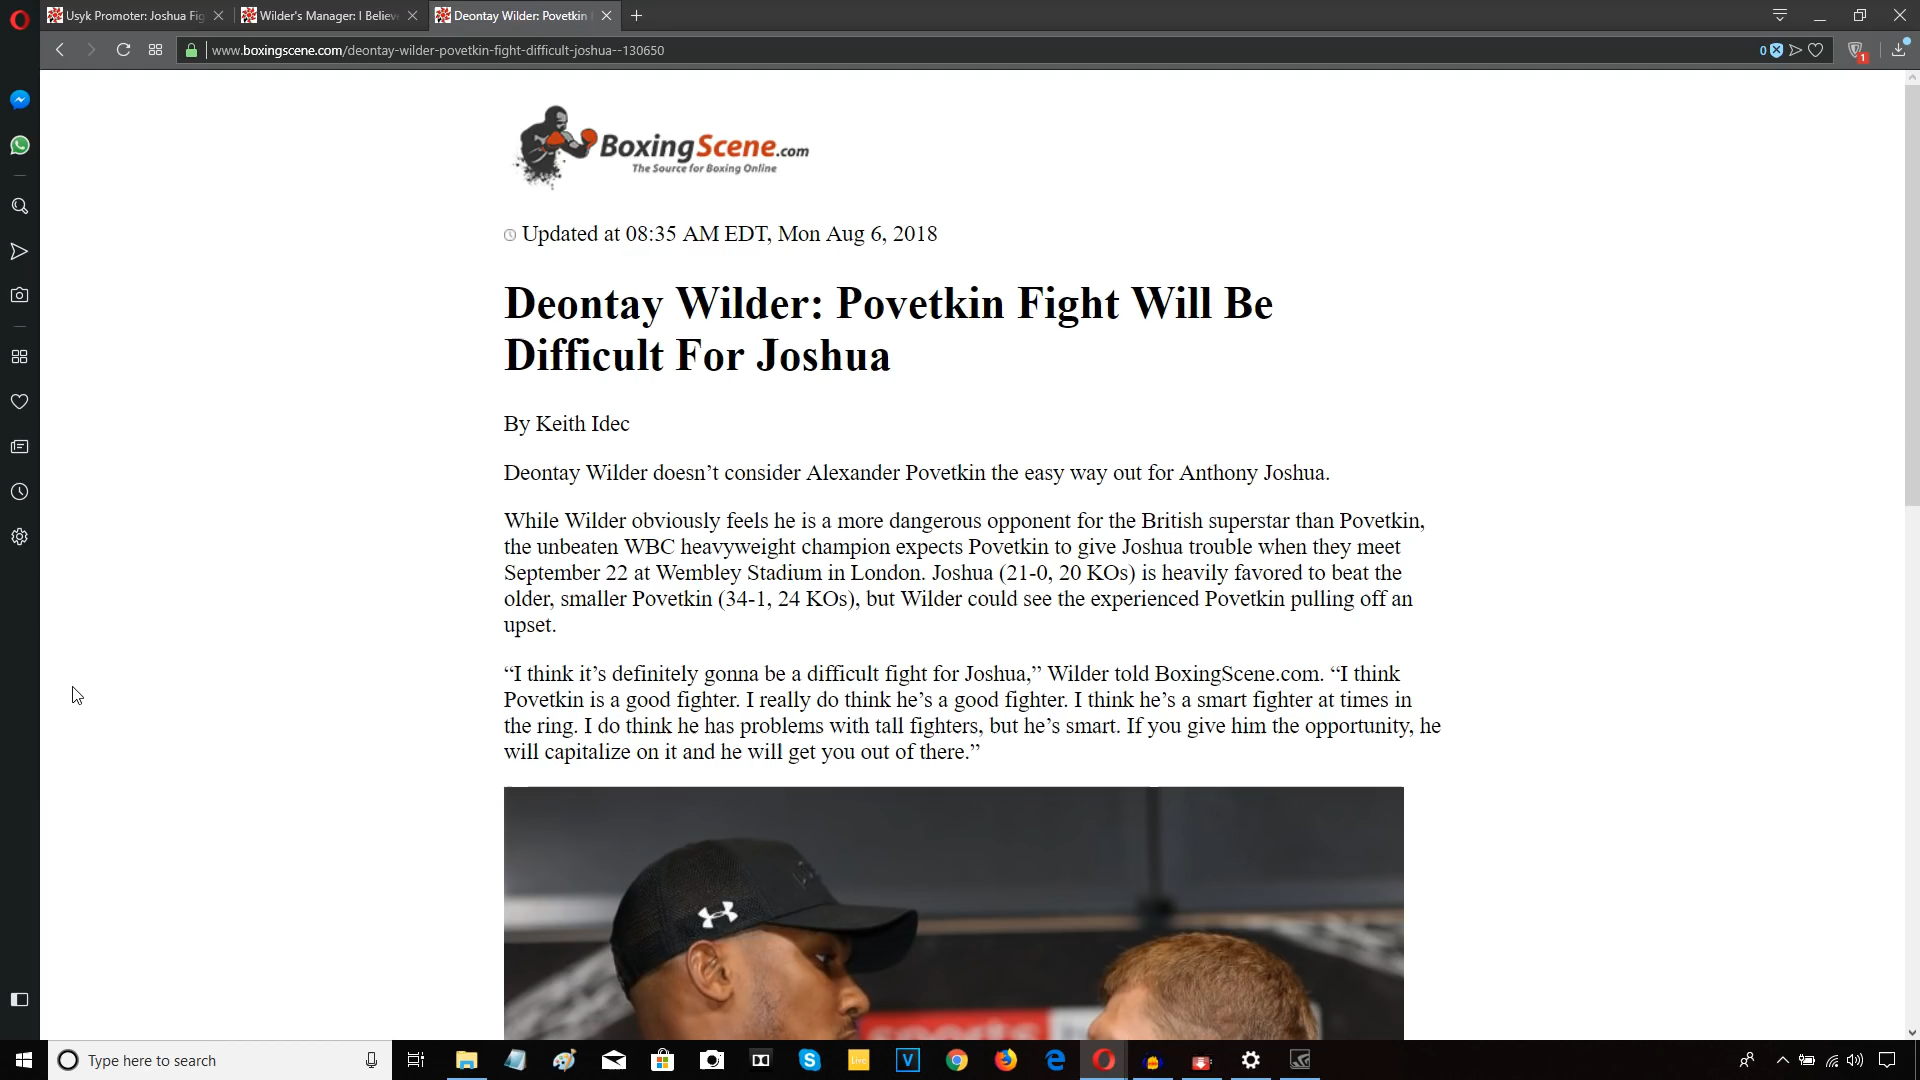 Usyk Promoter: Joshua Fig
Wilder's Manager: I Believ
Deontay Wilder: Povetkin
www.boxingscene.com/deontay-wilder-povetkin-fight-difficult-joshua--130650
0
1
BoxingScene.com
The Source for Boxing Online
Updated at 08:35 AM EDT, Mon Aug 6, 2018
Deontay Wilder: Povetkin Fight Will Be
Difficult For Joshua
By Keith Idec
Deontay Wilder doesn’t consider Alexander Povetkin the easy way out for Anthony Joshua.
While Wilder obviously feels he is a more dangerous opponent for the British superstar than Povetkin,
the unbeaten WBC heavyweight champion expects Povetkin to give Joshua trouble when they meet
September 22 at Wembley Stadium in London. Joshua (21-0, 20 KOs) is heavily favored to beat the
older, smaller Povetkin (34-1, 24 KOs), but Wilder could see the experienced Povetkin pulling off an
upset.
“I think it’s definitely gonna be a difficult fight for Joshua,” Wilder told BoxingScene.com. “I think
Povetkin is a good fighter. I really do think he’s a good fighter. I think he’s a smart fighter at times in
the ring. I do think he has problems with tall fighters, but he’s smart. If you give him the opportunity, he
will capitalize on it and he will get you out of there.”
Type here to search
live
V